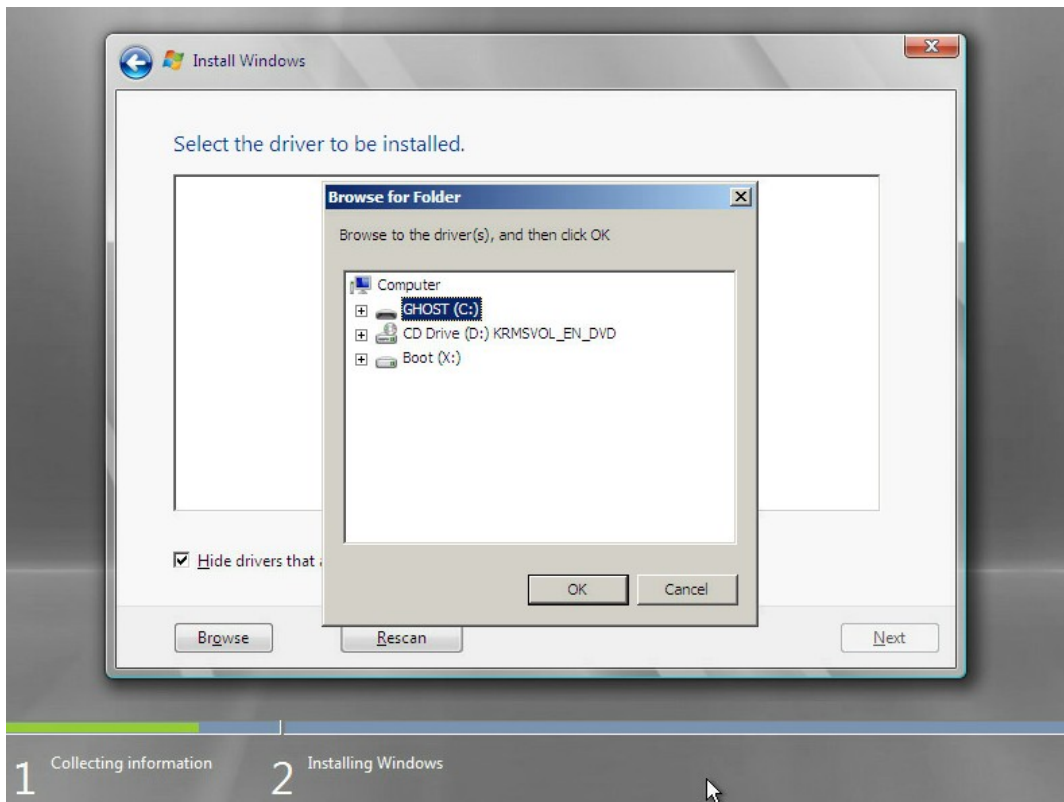 Install Windows
Select the driver to be installed.
Browse for Folder
Browse to the driver(s), and then click OK
Computer
GHOST (C:)
CD Drive (D:) KRMSVOL_EN_DVD
Boot (X:)
Hide drivers that
OK Cancel
Browse Rescan Next
1 Collecting information 2 Installing Windows